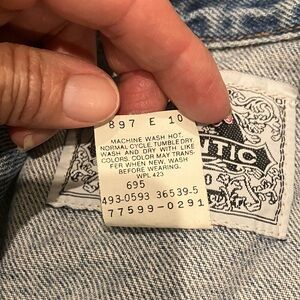 897 E 10
MACHINE WASH HOT,
NORMAL CYCLE, TUMBLE DRY
WASH AND DRY WITH LIKE
COLORS. COLOR MAY TRANS-
FER WHEN NEW. WASH
BEFORE WEARING.
WPL 423
695
493-0593 36539-5
77599-0291
NTIC